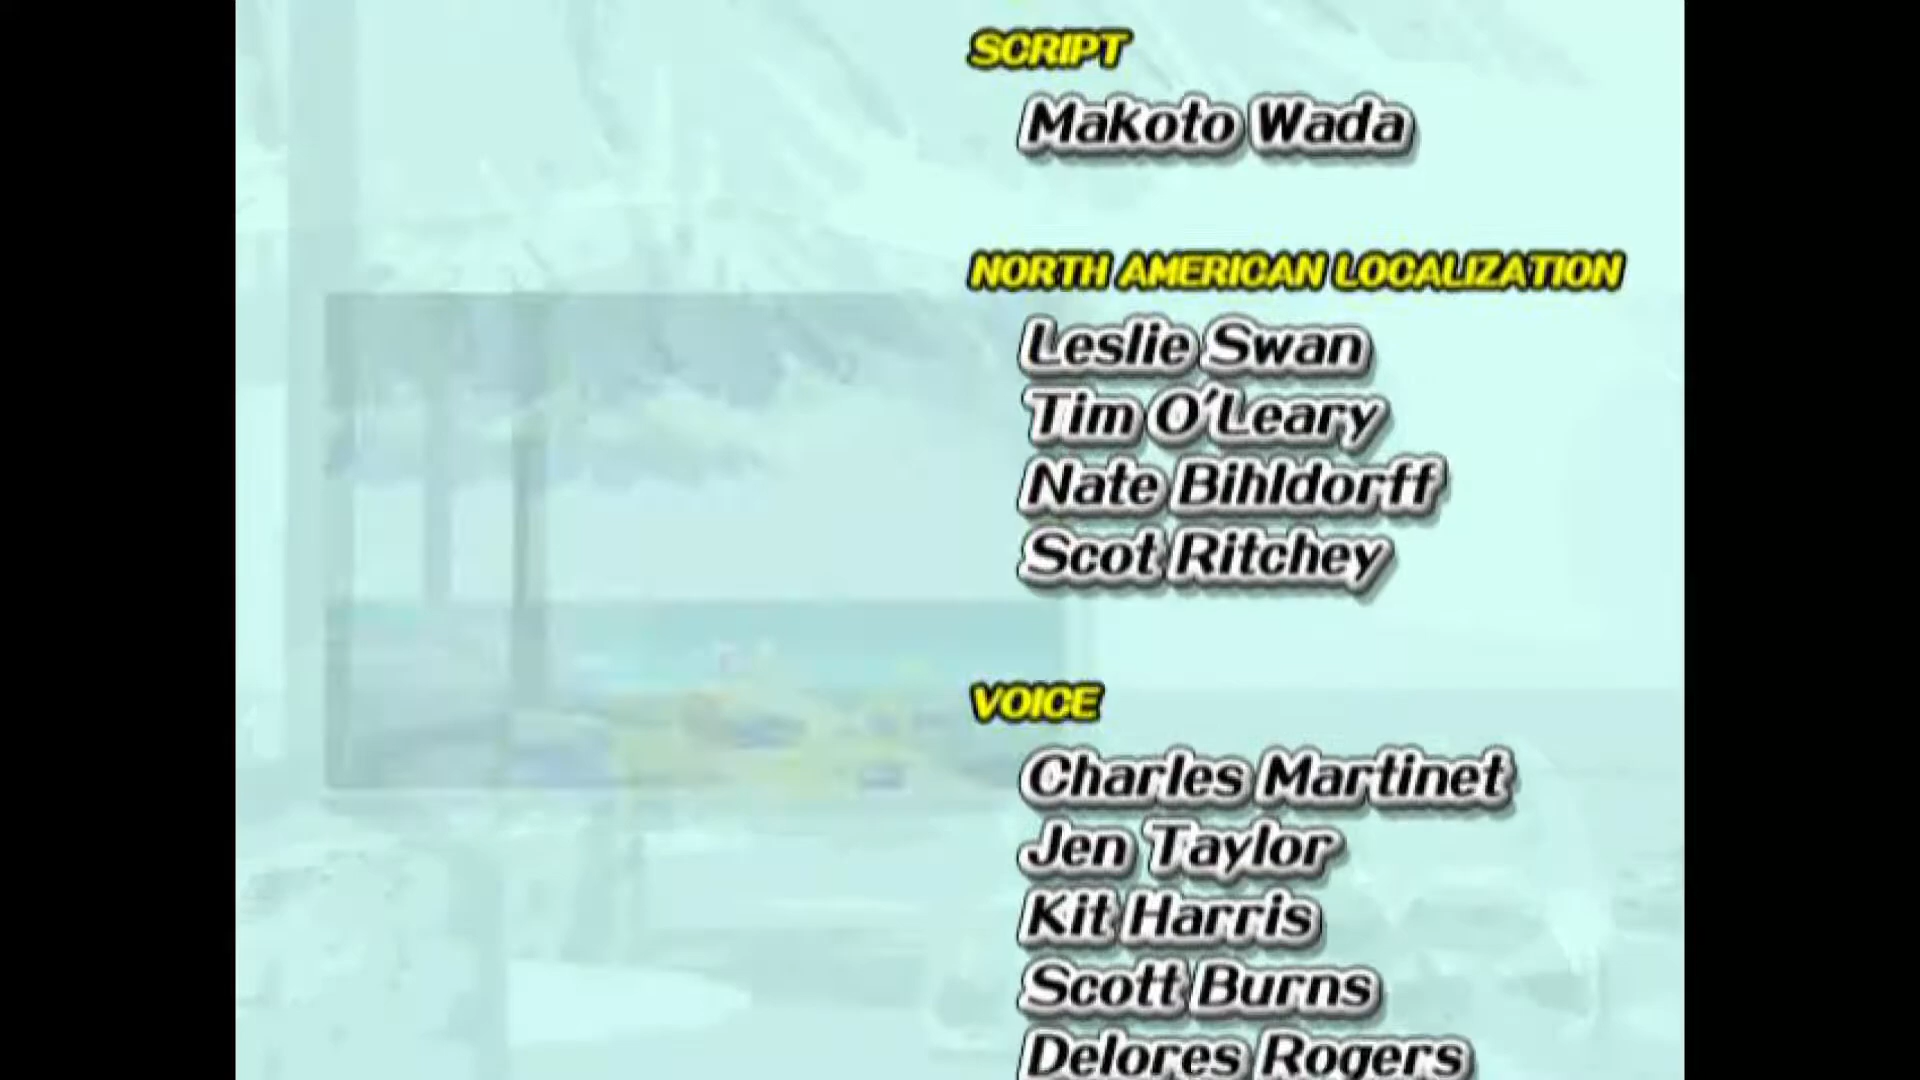 SCRIPT
Makoto Wada
NORTH AMERICAN LOCALIZATION
Leslie Swan
Tim O'Leary
Nate Bihldorff
Scot Ritchey
VOICE
Charles Martinet
Jen Taylor
Kit Harris
Scott Burns
Delores Rogers